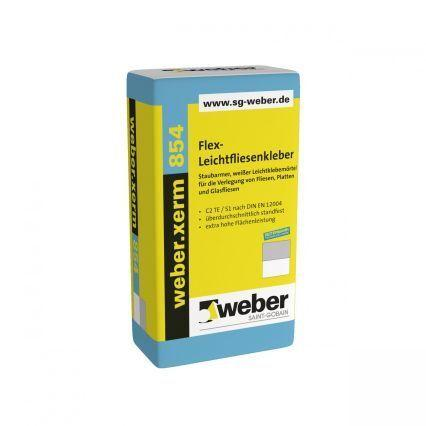 www.sg-weber.de
weber.xerm 854
weber.xerm 854
Flex-
Leichtfliesenkleber
Staubarmer, weißer Leichtklebemörtel
für die Verlegung von Fliesen, Platten
und Glasfliesen
• C2 TE / S1 nach DIN EN 12004
• überdurchschnittlich standfest
• extra hohe Flächenleistung
weber
SAINT-GOBAIN